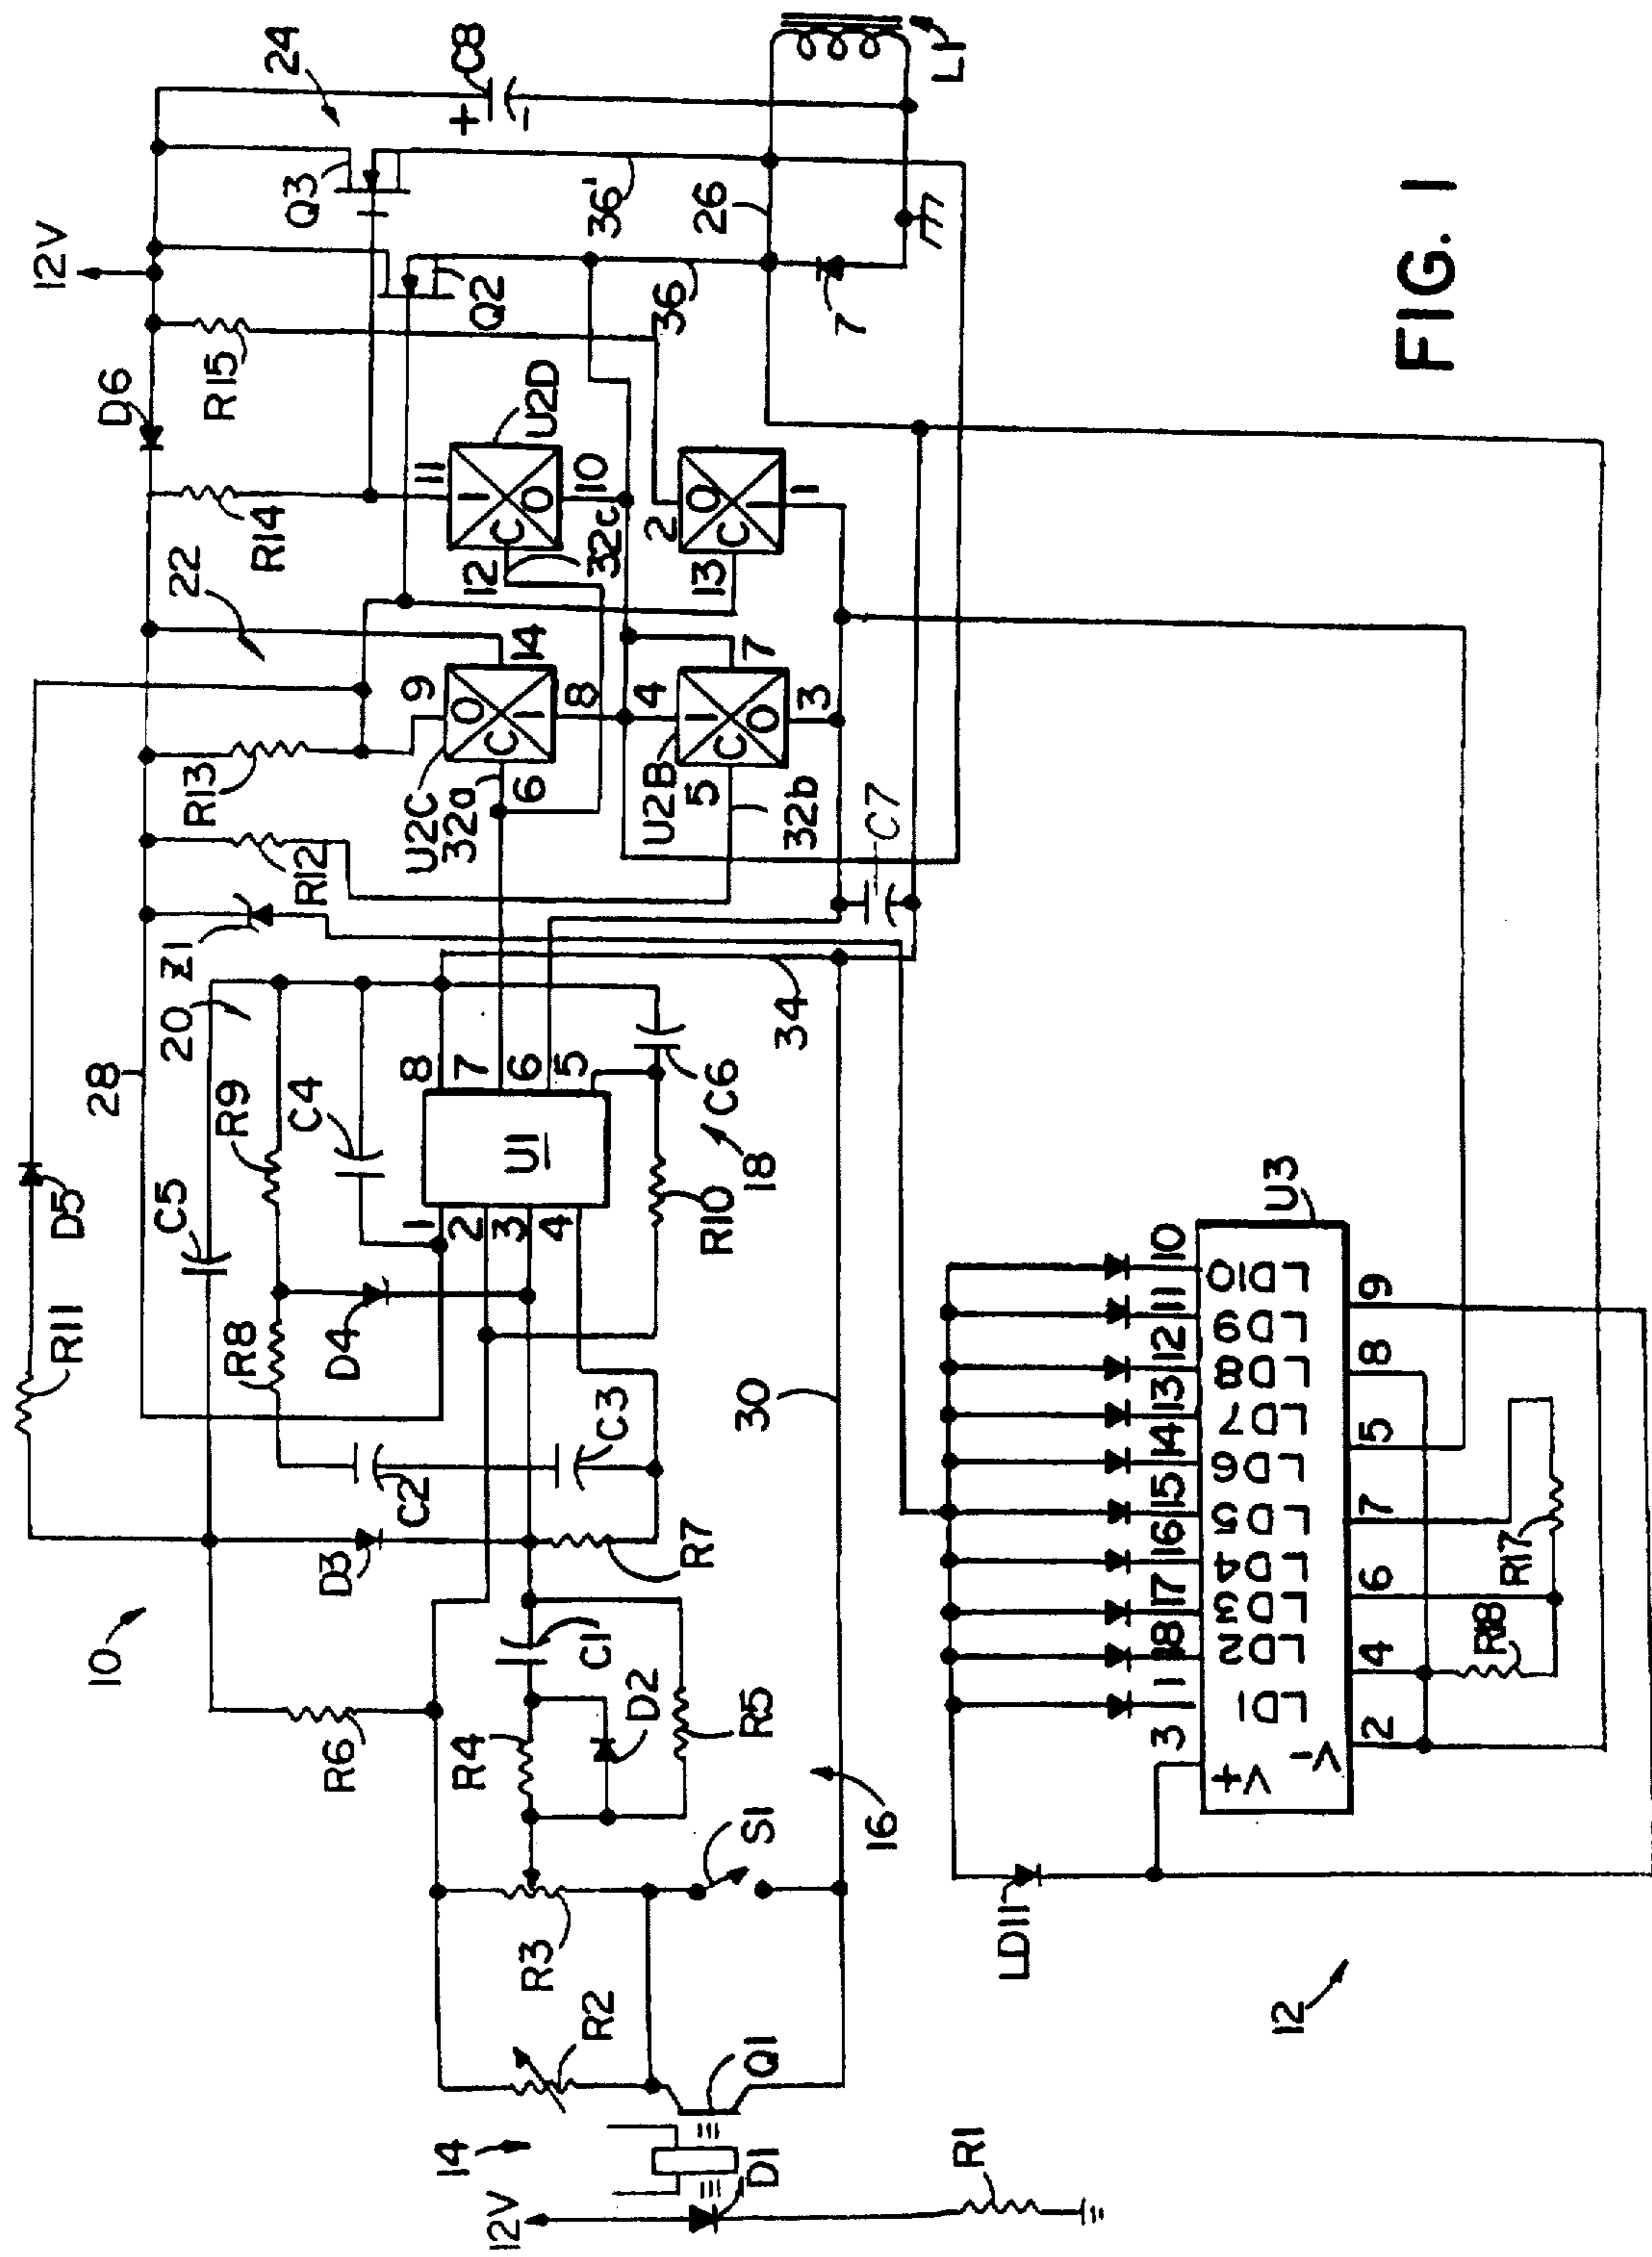 12V
24
C8
+
-
Q3
Q2
D6
R15
R14
22
R13
R12
Z1
20
28
R9
C4
C5
D5
R11
R8
D4
C2
C3
D3
R7
10
R6
U2D
11
1
C
O
12
10
32c
2
O
C
1
13
9
14
O
C
1
8
U2C
32a
6
4
7
1
C
O
3
U2B
5
32b
C7
36
36'
26
7
L1
34
8
7
6
5
U1
1
2
3
4
C6
18
R10
30
C1
R4
D2
R5
16
S1
R3
R2
Q1
14
12V
D1
R1
LD11
12
U3
3
1
18
17
16
15
14
13
12
11
10
V+
LD1
LD2
LD3
LD4
LD5
LD6
LD7
LD8
LD9
LD10
V-
2
4
6
7
5
8
9
R18
R17
FIG. 1